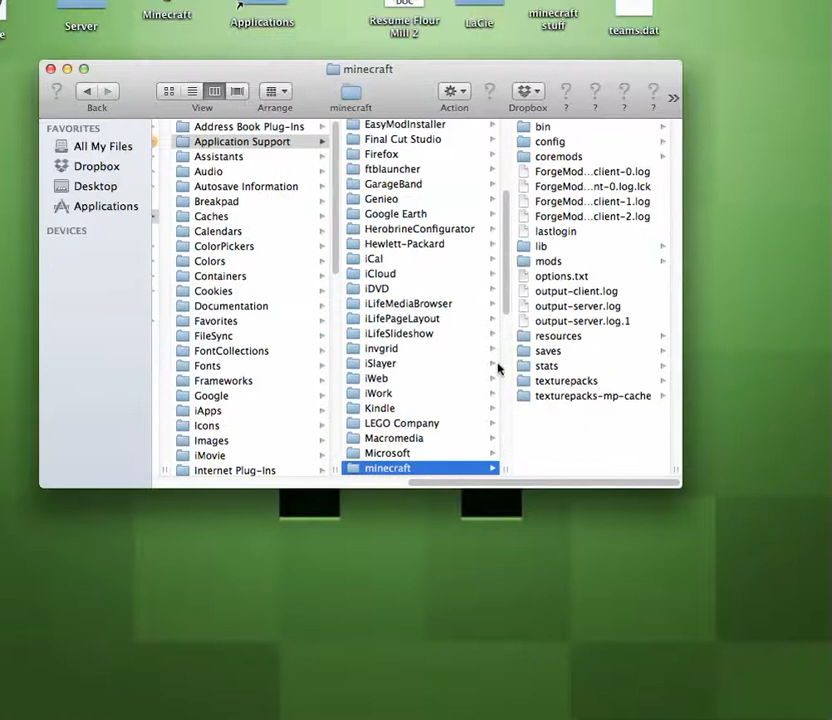 Server
Minecraft
Applications
DOC
Resume Flour
Mill 2
LaCie
minecraft
stuff
teams.dat
minecraft
Back
View
Arrange
minecraft
Action
?
Dropbox
?
?
?
?
FAVORITES
All My Files
Dropbox
Desktop
Applications
DEVICES
Address Book Plug-Ins
Application Support
Assistants
Audio
Autosave Information
Breakpad
Caches
Calendars
ColorPickers
Colors
Containers
Cookies
Documentation
Favorites
FileSync
FontCollections
Fonts
Frameworks
Google
iApps
Icons
Images
iMovie
Internet Plug-Ins
EasyModInstaller
Final Cut Studio
Firefox
ftblauncher
GarageBand
Genieo
Google Earth
HerobrineConfigurator
Hewlett-Packard
iCal
iCloud
iDVD
iLifeMediaBrowser
iLifePageLayout
iLifeSlideshow
invgrid
iSlayer
iWeb
iWork
Kindle
LEGO Company
Macromedia
Microsoft
minecraft
bin
config
coremods
ForgeMod...client-0.log
ForgeMod...nt-0.log.lck
ForgeMod...client-1.log
ForgeMod...client-2.log
lastlogin
lib
mods
options.txt
output-client.log
output-server.log
output-server.log.1
resources
saves
stats
texturepacks
texturepacks-mp-cache